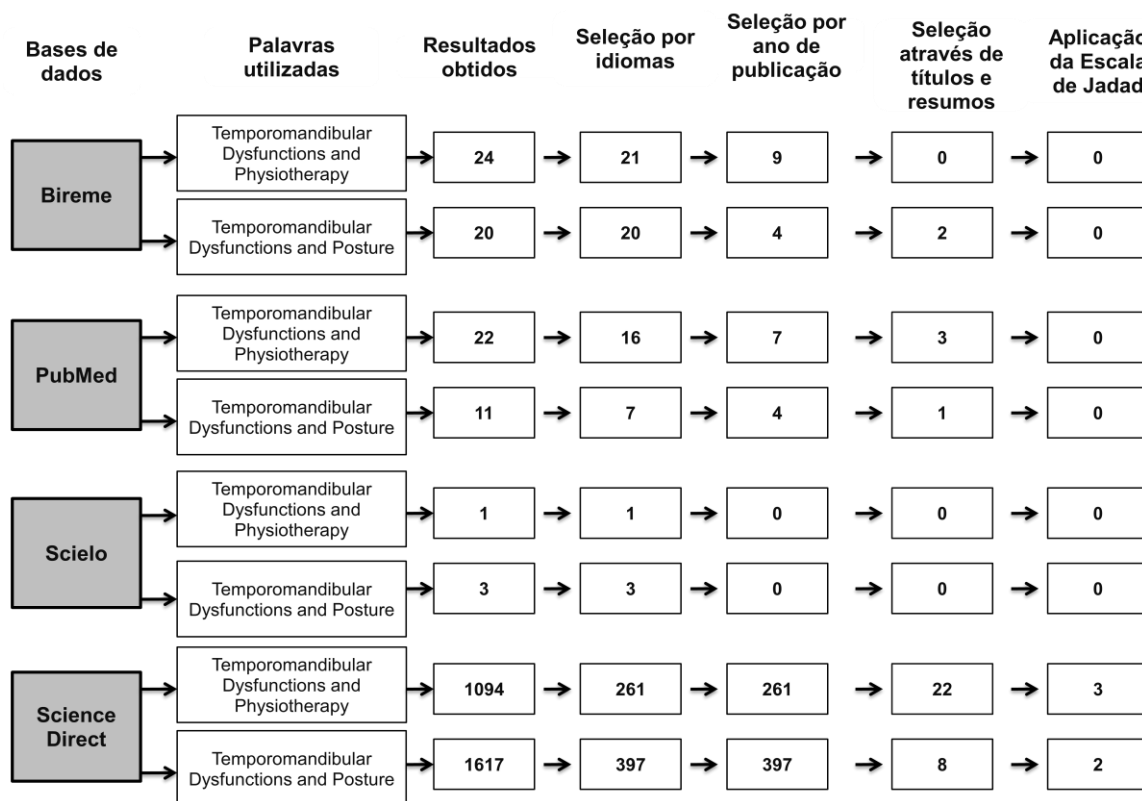 Bases de
dados
Palavras
utilizadas
Resultados
obtidos
Seleção por
idiomas
Seleção por
ano de
publicação
Seleção
através de
títulos e
resumos
Aplicação
da Escala
de Jadad
Bireme
Temporomandibular
Dysfunctions and
Physiotherapy
24
21
9
0
0
Temporomandibular
Dysfunctions and Posture
20
20
4
2
0
PubMed
Temporomandibular
Dysfunctions and
Physiotherapy
22
16
7
3
0
Temporomandibular
Dysfunctions and Posture
11
7
4
1
0
Scielo
Temporomandibular
Dysfunctions and
Physiotherapy
1
1
0
0
0
Temporomandibular
Dysfunctions and Posture
3
3
0
0
0
Science
Direct
Temporomandibular
Dysfunctions and
Physiotherapy
1094
261
261
22
3
Temporomandibular
Dysfunctions and Posture
1617
397
397
8
2